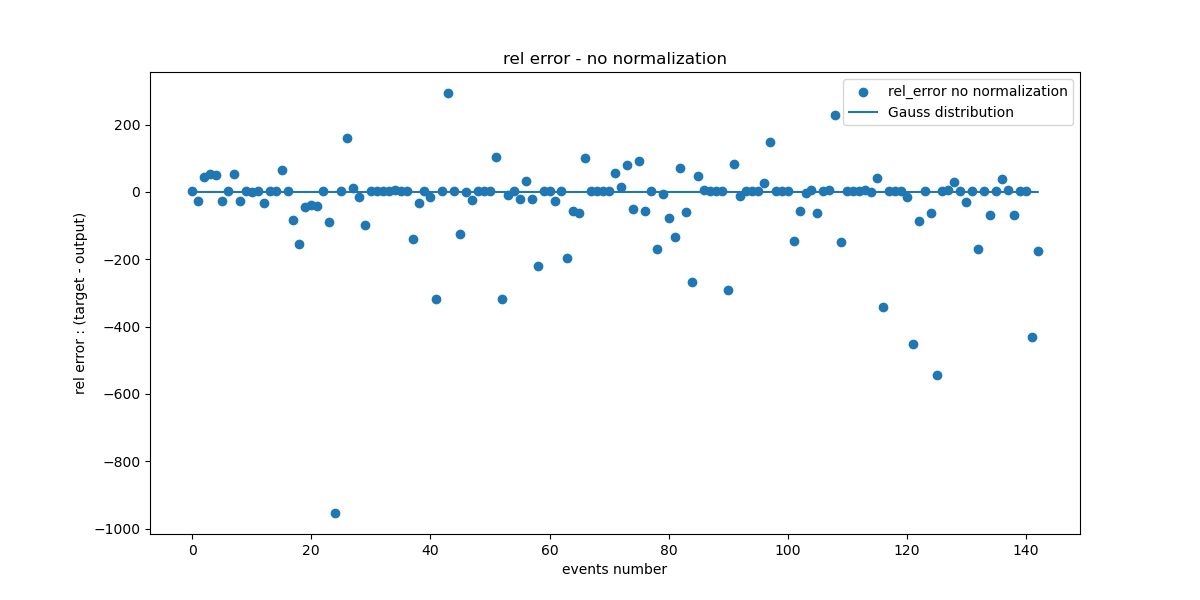 rel error - no normalization
rel_error no normalization
Gauss distribution
rel error : (target - output)
200
0
−200
−400
−600
−800
−1000
0 20 40 60 80 100 120 140
events number